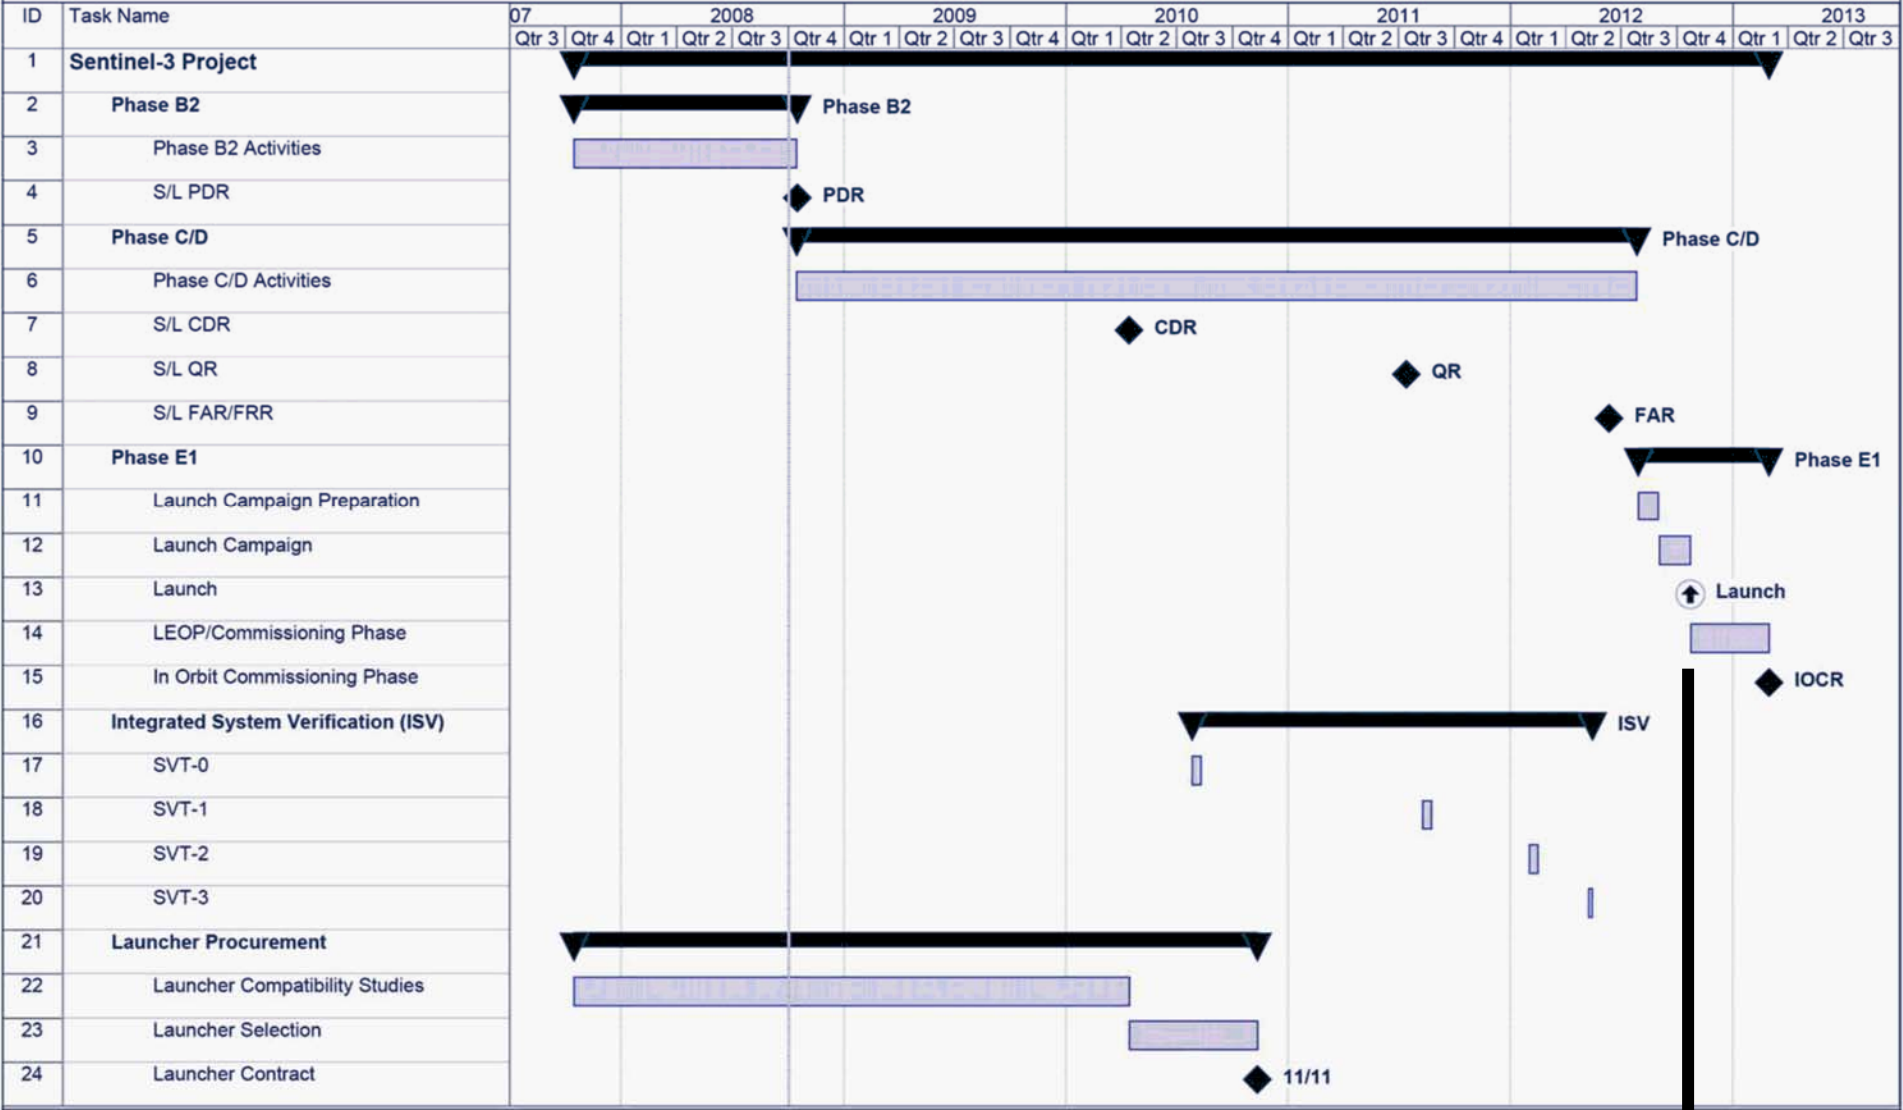 ID Task Name 07 2008 2009 2010 2011 2012 2013
Qtr 3 Qtr 4 Qtr 1 Qtr 2 Qtr 3 Qtr 4 Qtr 1 Qtr 2 Qtr 3 Qtr 4 Qtr 1 Qtr 2 Qtr 3 Qtr 4 Qtr 1 Qtr 2 Qtr 3 Qtr 4 Qtr 1 Qtr 2 Qtr 3 Qtr 4 Qtr 1 Qtr 2 Qtr 3
1 Sentinel-3 Project
2 Phase B2 Phase B2
3 Phase B2 Activities
4 S/L PDR PDR
5 Phase C/D Phase C/D
6 Phase C/D Activities
7 S/L CDR CDR
8 S/L QR QR
9 S/L FAR/FRR FAR
10 Phase E1 Phase E1
11 Launch Campaign Preparation
12 Launch Campaign
13 Launch Launch
14 LEOP/Commissioning Phase
15 In Orbit Commissioning Phase IOCR
16 Integrated System Verification (ISV) ISV
17 SVT-0
18 SVT-1
19 SVT-2
20 SVT-3
21 Launcher Procurement
22 Launcher Compatibility Studies
23 Launcher Selection
24 Launcher Contract 11/11